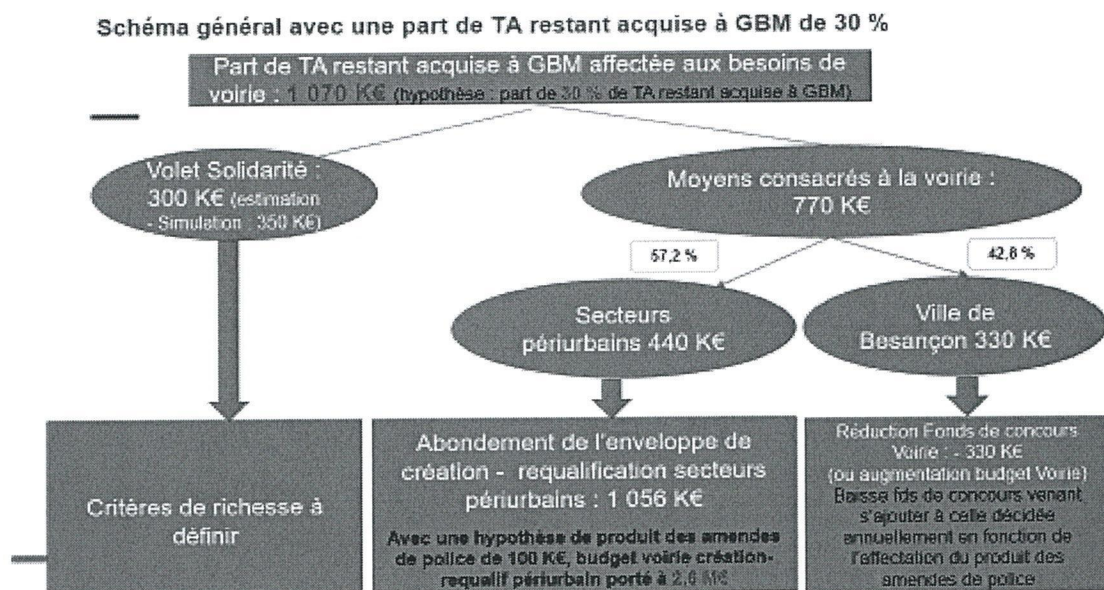 Schéma général avec une part de TA restant acquise à GBM de 30 %
Part de TA restant acquise à GBM affectée aux besoins de
voirie : 1 070 K€ (hypothèse : part de 30 % de TA restant acquise à GBM)
Volet Solidarité :
300 K€ (estimation
- Simulation : 350 K€)
Moyens consacrés à la voirie :
770 K€
57,2 %
42,8 %
Secteurs
périurbains 440 K€
Ville de
Besançon 330 K€
Critères de richesse à
définir
Abondement de l'enveloppe de
création - requalification secteurs
périurbains : 1 056 K€
Avec une hypothèse de produit des amendes
de police de 100 K€, budget voirie création-
requalif périurbain porté à 2,6 M€
Réduction Fonds de concours
Voirie : - 330 K€
(ou augmentation budget Voirie)
Baisse fds de concours venant
s'ajouter à celle décidée
annuellement en fonction de
l'affectation du produit des
amendes de police